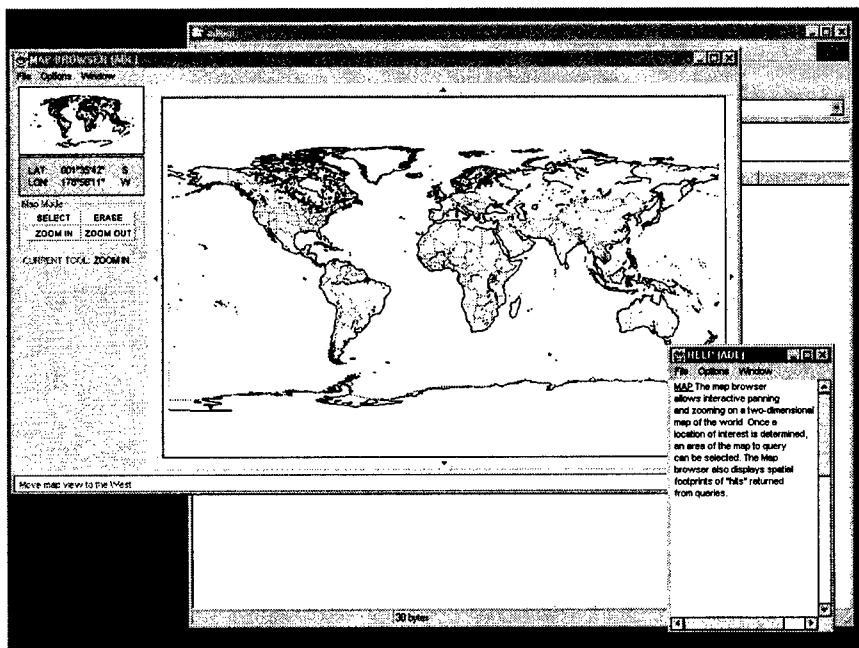 MAP BROWSER (ADL)
File Options Window
LAT: 001°35'42" S
LON: 178°58'11" W
Map Mode
SELECT ERASE
ZOOM IN ZOOM OUT
CURRENT TOOL: ZOOM IN
Move map view to the West
HELP (ADL)
File Options Window
MAP The map browser
allows interactive panning
and zooming on a two-dimensional
map of the world. Once a
location of interest is determined,
an area of the map to query
can be selected. The Map
browser also displays spatial
footprints of "hits" returned
from queries.
30 bytes